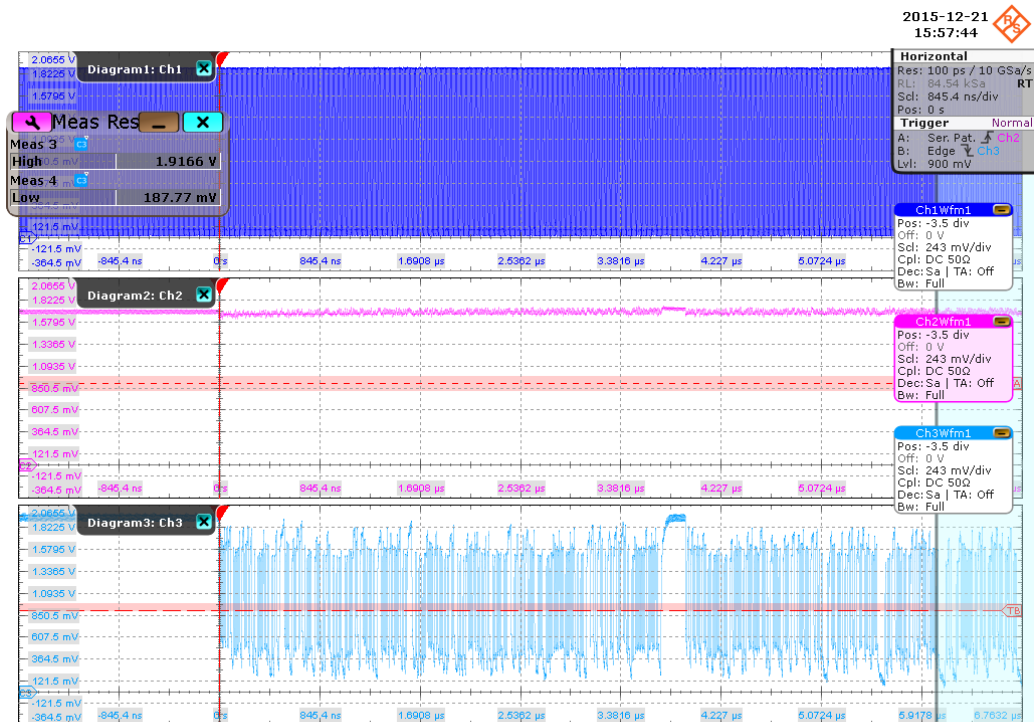 2015-12-21
15:57:44
R&S
Horizontal
Res: 100 ps / 10 GSa/s
RL: 84.54 kSa RT
Scl: 845.4 ns/div
Pos: 0 s
Trigger Normal
A: Ser. Pat. Ch2
B: Edge Ch3
Lvl: 900 mV
Diagram1: Ch1
2.0655 V
1.8225 V
1.5795 V
Meas Res
Meas 3 C3
High 1.9166 V
Meas 4 C3
Low 187.77 mV
121.5 mV
C1
-121.5 mV
-364.5 mV
-845.4 ns
0 s
845.4 ns
1.6908 µs
2.5362 µs
3.3816 µs
4.227 µs
5.0724 µs
Ch1Wfm1
Pos: -3.5 div
Off: 0 V
Scl: 243 mV/div
Cpl: DC 50Ω
Dec: Sa | TA: Off
Bw: Full
Diagram2: Ch2
2.0655 V
1.8225 V
1.5795 V
1.3365 V
1.0935 V
850.5 mV
607.5 mV
364.5 mV
121.5 mV
C2
-121.5 mV
-364.5 mV
-845.4 ns
0 s
845.4 ns
1.6908 µs
2.5362 µs
3.3816 µs
4.227 µs
5.0724 µs
Ch2Wfm1
Pos: -3.5 div
Off: 0 V
Scl: 243 mV/div
Cpl: DC 50Ω
Dec: Sa | TA: Off
Bw: Full
Diagram3: Ch3
2.0655 V
1.8225 V
1.5795 V
1.3365 V
1.0935 V
850.5 mV
607.5 mV
364.5 mV
121.5 mV
C3
-121.5 mV
-364.5 mV
TB
-845.4 ns
0 s
845.4 ns
1.6908 µs
2.5362 µs
3.3816 µs
4.227 µs
5.0724 µs
5.9178 µs
6.7632 µs
Ch3Wfm1
Pos: -3.5 div
Off: 0 V
Scl: 243 mV/div
Cpl: DC 50Ω
Dec: Sa | TA: Off
Bw: Full